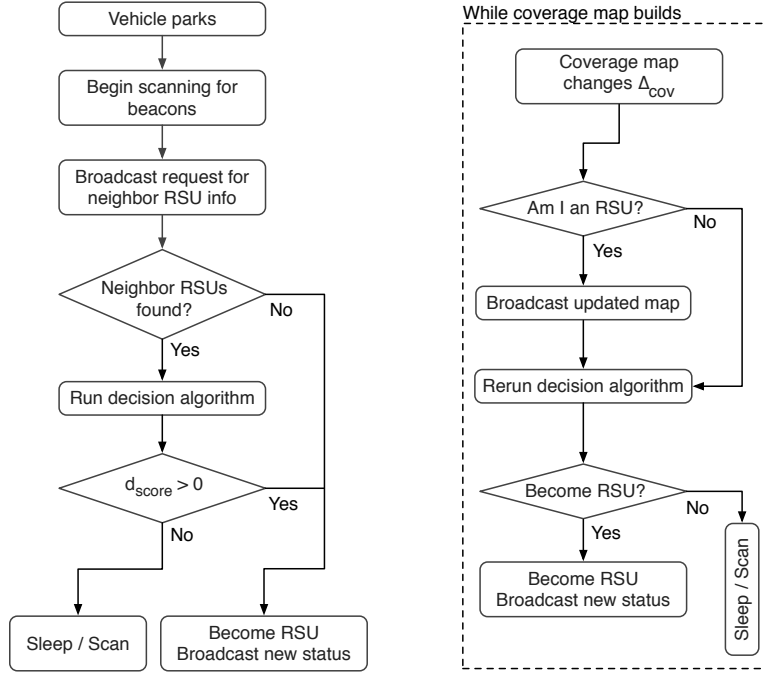 Vehicle parks
Begin scanning for
beacons
Broadcast request for
neighbor RSU info
Neighbor RSUs
found?
No
Yes
Run decision algorithm
d_score > 0
Yes
No
Sleep / Scan
Become RSU
Broadcast new status
While coverage map builds
Coverage map
changes Δ_cov
Am I an RSU?
No
Yes
Broadcast updated map
Rerun decision algorithm
Become RSU?
No
Yes
Become RSU
Broadcast new status
Sleep / Scan